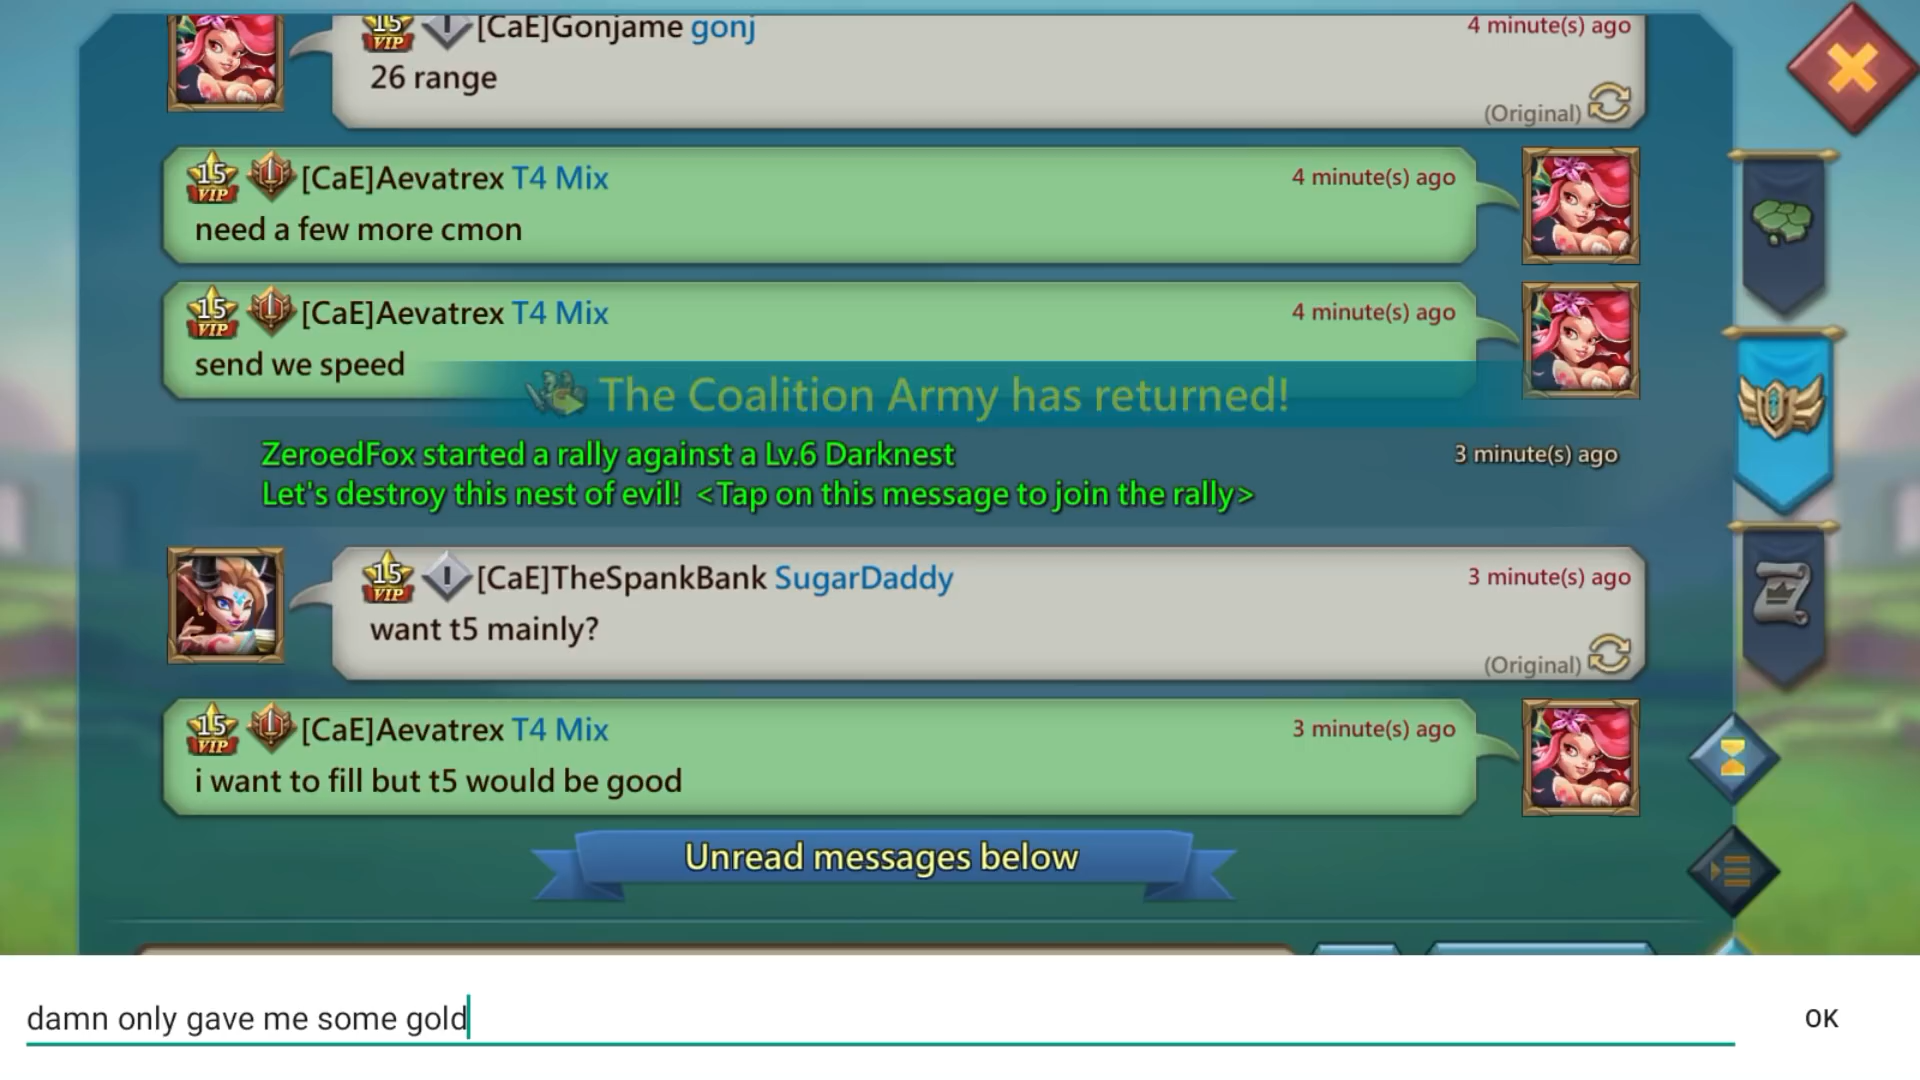 15 VIP [CaE]Gonjame gonj 4 minute(s) ago
26 range
(Original)
15 VIP [CaE]Aevatrex T4 Mix 4 minute(s) ago
need a few more cmon
15 VIP [CaE]Aevatrex T4 Mix 4 minute(s) ago
send we speed
The Coalition Army has returned!
ZeroedFox started a rally against a Lv.6 Darknest 3 minute(s) ago
Let's destroy this nest of evil! <Tap on this message to join the rally>
15 VIP [CaE]TheSpankBank SugarDaddy 3 minute(s) ago
want t5 mainly?
(Original)
15 VIP [CaE]Aevatrex T4 Mix 3 minute(s) ago
i want to fill but t5 would be good
Unread messages below
damn only gave me some gold OK